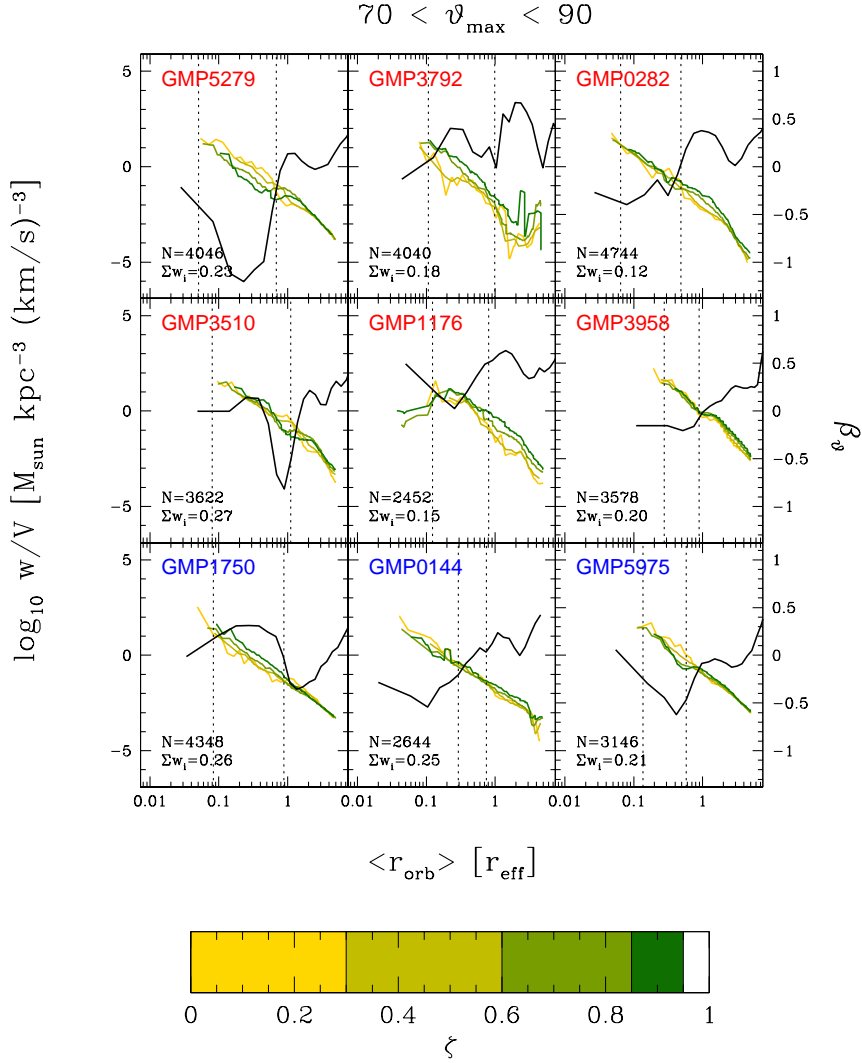 70 < ϑmax < 90
GMP5279 GMP3792 GMP0282
5 1
0.5
0 0
-0.5
N=4046 N=4040 N=4744
-5 Σwi=0.23 Σwi=0.18 Σwi=0.12 -1
GMP3510 GMP1176 GMP3958
5 1
0.5
0 0
-0.5
N=3622 N=2452 N=3578
-5 Σwi=0.27 Σwi=0.15 Σwi=0.20 -1
GMP1750 GMP0144 GMP5975
5 1
0.5
0 0
-0.5
N=4348 N=2644 N=3146
-5 Σwi=0.26 Σwi=0.25 Σwi=0.21 -1
0.01 0.1 1 0.01 0.1 1 0.01 0.1 1
log10 w/V [Msun kpc−3 (km/s)−3]
βϑ
<rorb> [reff]
0 0.2 0.4 0.6 0.8 1
ζ